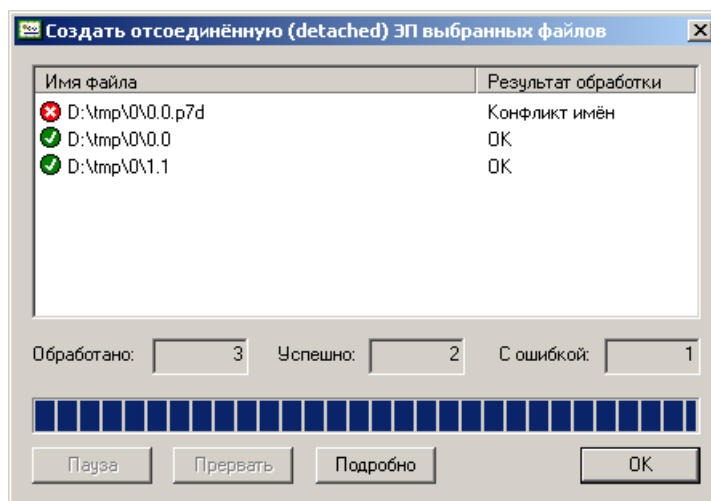 Создать отсоединённую (detached) ЭП выбранных файлов
Имя файла Результат обработки
D:\tmp\0\0.0.p7d Конфликт имён
D:\tmp\0\0.0 OK
D:\tmp\0\1.1 OK
Обработано: 3 Успешно: 2 С ошибкой: 1
Пауза Прервать Подробно OK